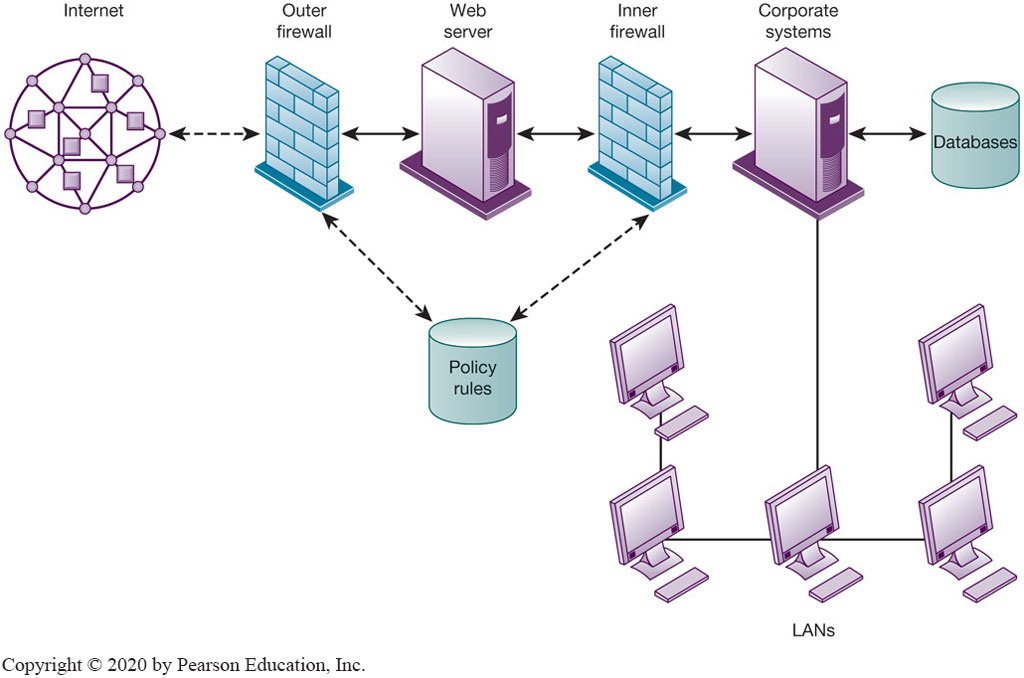 Internet
Outer
firewall
Web
server
Inner
firewall
Corporate
systems
Databases
Policy
rules
LANs
Copyright © 2020 by Pearson Education, Inc.